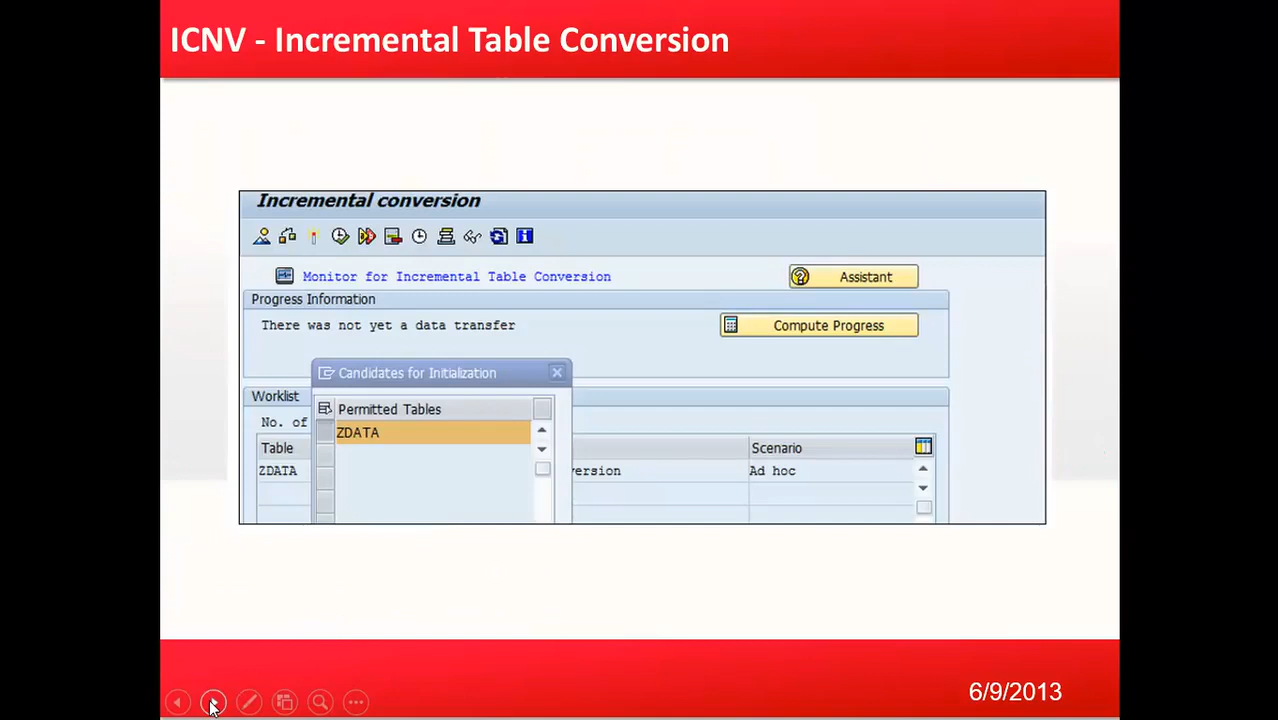 ICNV - Incremental Table Conversion
Incremental conversion
Monitor for Incremental Table Conversion
Assistant
Progress Information
There was not yet a data transfer
Compute Progress
Candidates for Initialization
Worklist
Permitted Tables
No. of
ZDATA
Table
Scenario
ZDATA
ersion
Ad hoc
6/9/2013